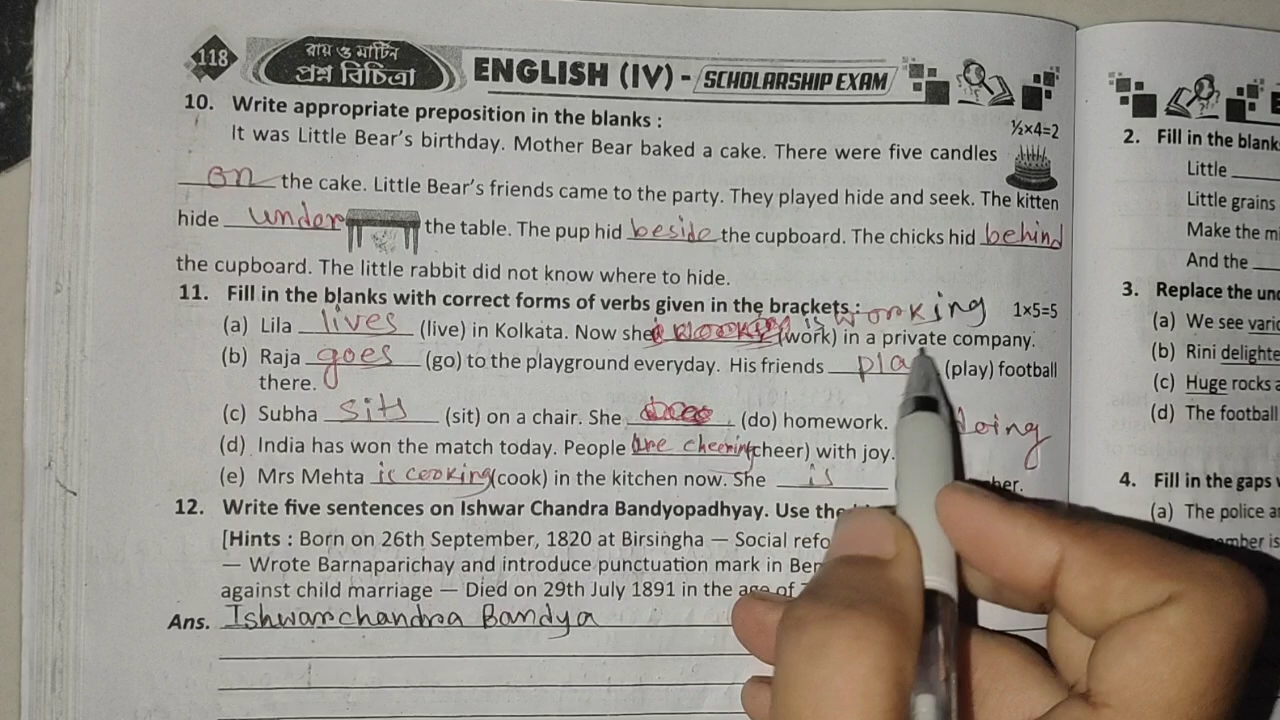 118 রায় ও মার্টিন প্রশ্ন বিচিত্রা ENGLISH (IV) - SCHOLARSHIP EXAM
10. Write appropriate preposition in the blanks : ½×4=2
It was Little Bear's birthday. Mother Bear baked a cake. There were five candles
on the cake. Little Bear's friends came to the party. They played hide and seek. The kitten
hide under the table. The pup hid beside the cupboard. The chicks hid behind
the cupboard. The little rabbit did not know where to hide.
11. Fill in the blanks with correct forms of verbs given in the brackets : 1×5=5
is working
(a) Lila lives (live) in Kolkata. Now she (work) in a private company.
(b) Raja goes (go) to the playground everyday. His friends pla (play) football
there.
(c) Subha sits (sit) on a chair. She (do) homework. doing
(d) India has won the match today. People are cheering (cheer) with joy.
(e) Mrs Mehta is cooking (cook) in the kitchen now. She is
12. Write five sentences on Ishwar Chandra Bandyopadhyay. Use the
[Hints : Born on 26th September, 1820 at Birsingha — Social refo
— Wrote Barnaparichay and introduce punctuation mark in Ben
against child marriage — Died on 29th July 1891 in the age of
Ans. Ishwarchandra Bandya
2. Fill in the blank
Little
Little grains
Make the m
And the
3. Replace the und
(a) We see vari
(b) Rini delighte
(c) Huge rocks a
(d) The football
4. Fill in the gaps
(a) The police a